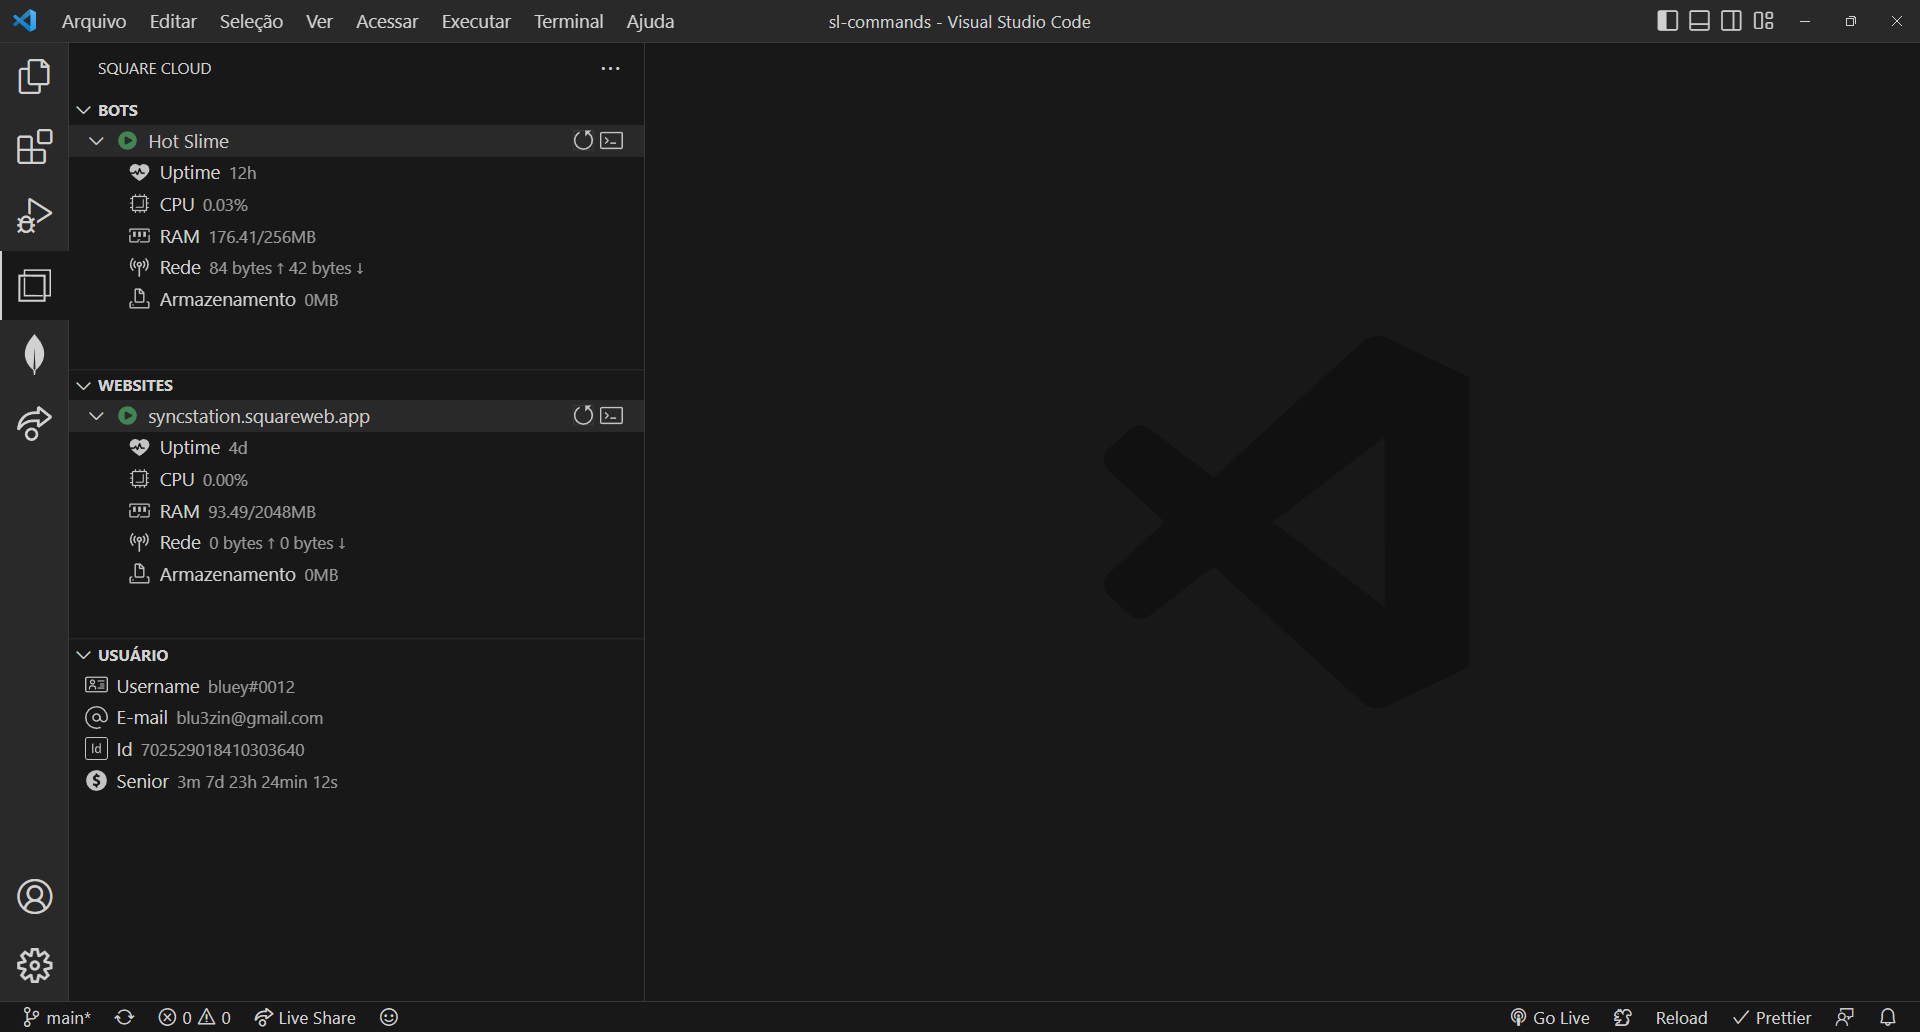 Arquivo Editar Seleção Ver Acessar Executar Terminal Ajuda sl-commands - Visual Studio Code
SQUARE CLOUD
BOTS
Hot Slime
Uptime 12h
CPU 0.03%
RAM 176.41/256MB
Rede 84 bytes ↑ 42 bytes ↓
Armazenamento 0MB
WEBSITES
syncstation.squareweb.app
Uptime 4d
CPU 0.00%
RAM 93.49/2048MB
Rede 0 bytes ↑ 0 bytes ↓
Armazenamento 0MB
USUÁRIO
Username bluey#0012
E-mail blu3zin@gmail.com
Id Id 702529018410303640
Senior 3m 7d 23h 24min 12s
main* 0 0 Live Share Go Live Reload Prettier